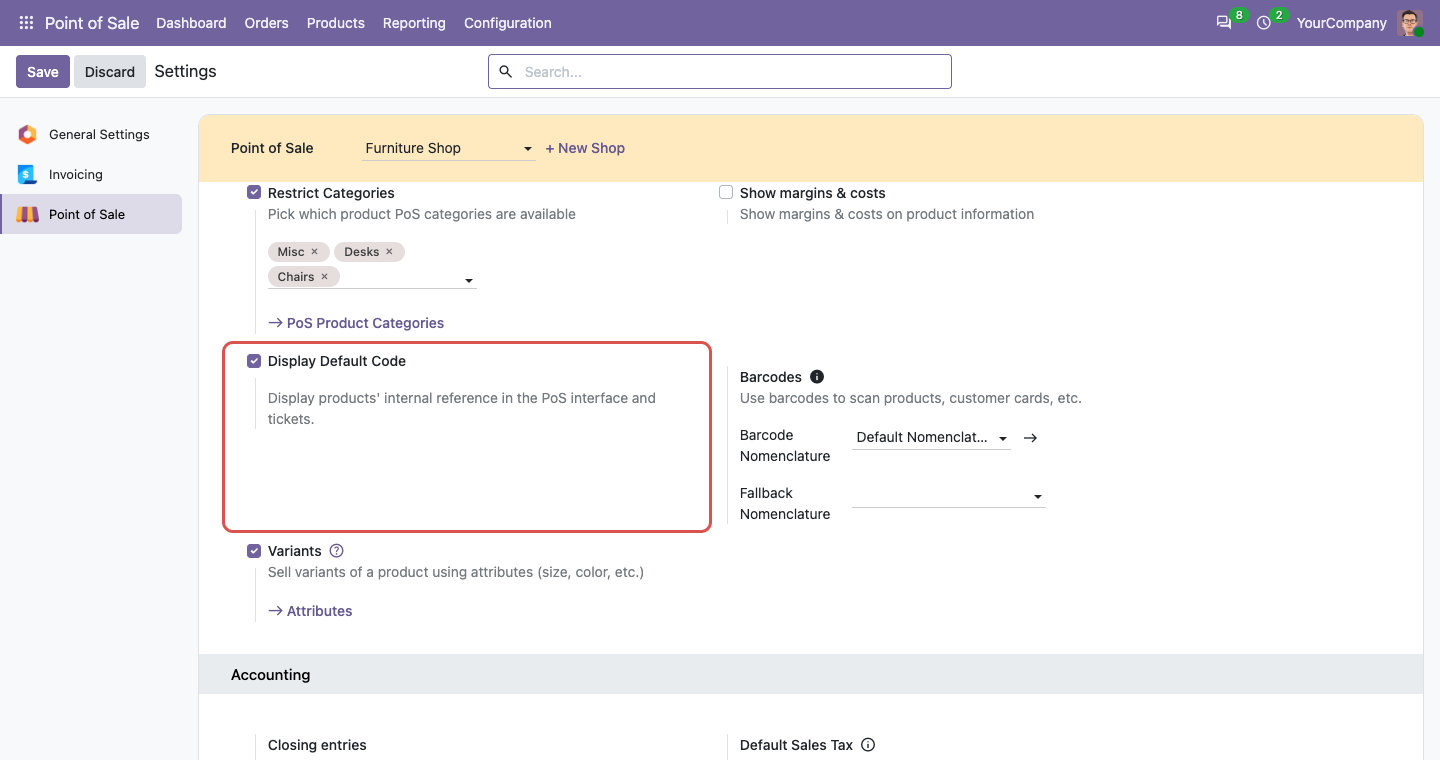 Point of Sale Dashboard Orders Products Reporting Configuration 8 2 YourCompany
Save Discard Settings Search...
General Settings
Invoicing
Point of Sale
Point of Sale Furniture Shop + New Shop
Restrict Categories
Pick which product PoS categories are available
Misc × Desks ×
Chairs ×
→ PoS Product Categories
Show margins & costs
Show margins & costs on product information
Display Default Code
Display products' internal reference in the PoS interface and
tickets.
Barcodes
Use barcodes to scan products, customer cards, etc.
Barcode
Nomenclature
Default Nomenclat... →
Fallback
Nomenclature
Variants ?
Sell variants of a product using attributes (size, color, etc.)
→ Attributes
Accounting
Closing entries
Default Sales Tax